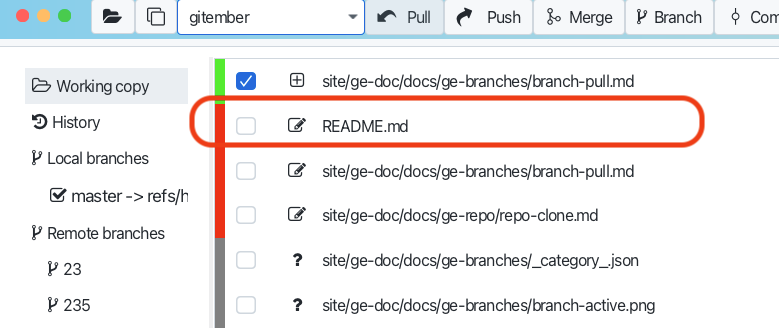 gitember Pull Push Merge Branch Com
Working copy
History
Local branches
master -> refs/h
Remote branches
23
235
site/ge-doc/docs/ge-branches/branch-pull.md
README.md
site/ge-doc/docs/ge-branches/branch-pull.md
site/ge-doc/docs/ge-repo/repo-clone.md
? site/ge-doc/docs/ge-branches/_category_.json
? site/ge-doc/docs/ge-branches/branch-active.png